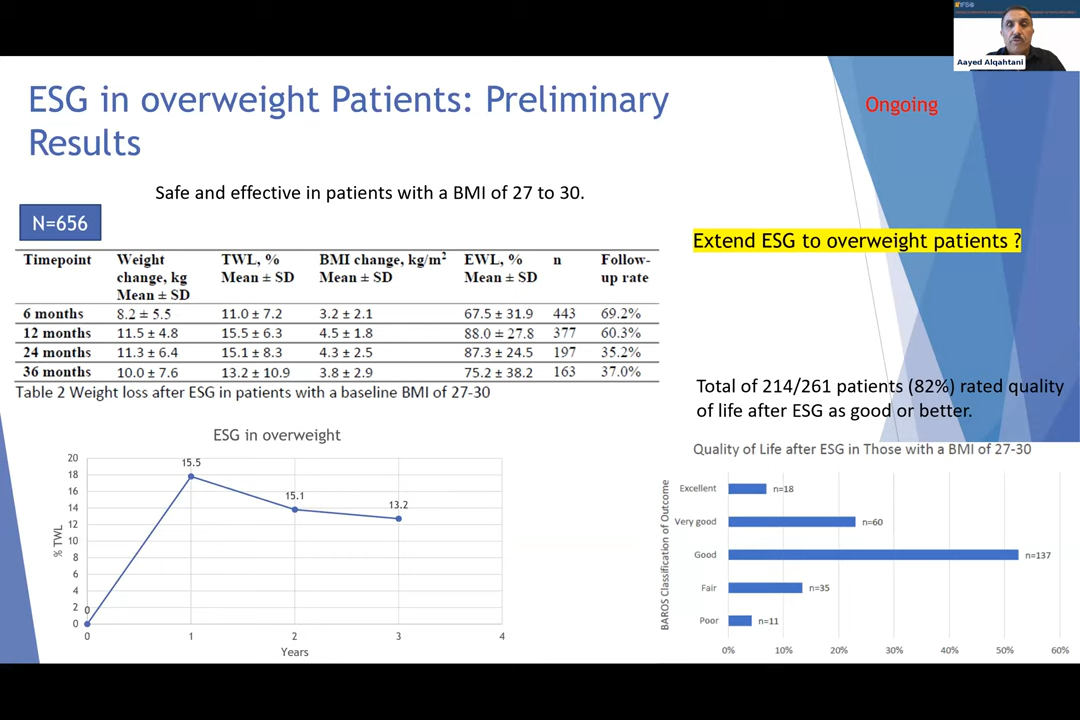 Aayed Alqahtani
ESG in overweight Patients: Preliminary
Results
Ongoing
Safe and effective in patients with a BMI of 27 to 30.
N=656
Extend ESG to overweight patients ?
Timepoint Weight change, kg Mean ± SD TWL, % Mean ± SD BMI change, kg/m² Mean ± SD EWL, % Mean ± SD n Follow-up rate
6 months 8.2 ± 5.5 11.0 ± 7.2 3.2 ± 2.1 67.5 ± 31.9 443 69.2%
12 months 11.5 ± 4.8 15.5 ± 6.3 4.5 ± 1.8 88.0 ± 27.8 377 60.3%
24 months 11.3 ± 6.4 15.1 ± 8.3 4.3 ± 2.5 87.3 ± 24.5 197 35.2%
36 months 10.0 ± 7.6 13.2 ± 10.9 3.8 ± 2.9 75.2 ± 38.2 163 37.0%
Table 2 Weight loss after ESG in patients with a baseline BMI of 27-30
Total of 214/261 patients (82%) rated quality
of life after ESG as good or better.
ESG in overweight
% TWL
20
18
16
14
12
10
8
6
4
2
0
0
15.5
15.1
13.2
0 1 2 3 4
Years
Quality of Life after ESG in Those with a BMI of 27-30
BAROS Classification of Outcome
Excellent n=18
Very good n=60
Good n=137
Fair n=35
Poor n=11
0% 10% 20% 30% 40% 50% 60%